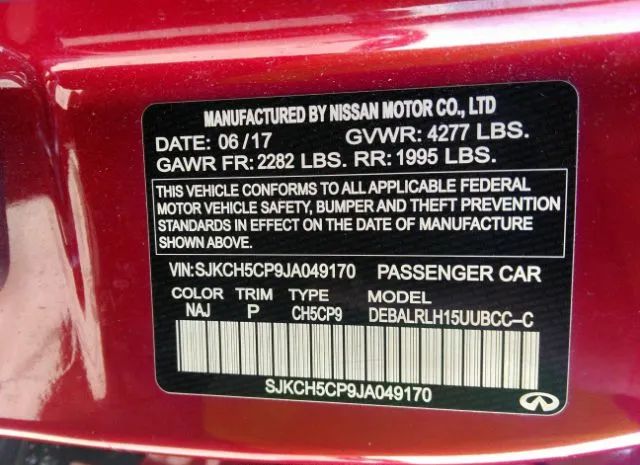 MANUFACTURED BY NISSAN MOTOR CO., LTD
DATE: 06/17 GVWR: 4277 LBS.
GAWR FR: 2282 LBS. RR: 1995 LBS.
THIS VEHICLE CONFORMS TO ALL APPLICABLE FEDERAL
MOTOR VEHICLE SAFETY, BUMPER AND THEFT PREVENTION
STANDARDS IN EFFECT ON THE DATE OF MANUFACTURE
SHOWN ABOVE.
VIN:SJKCH5CP9JA049170 PASSENGER CAR
COLOR TRIM TYPE MODEL
NAJ P CH5CP9 DEBALRLH15UUBCC-C
SJKCH5CP9JA049170